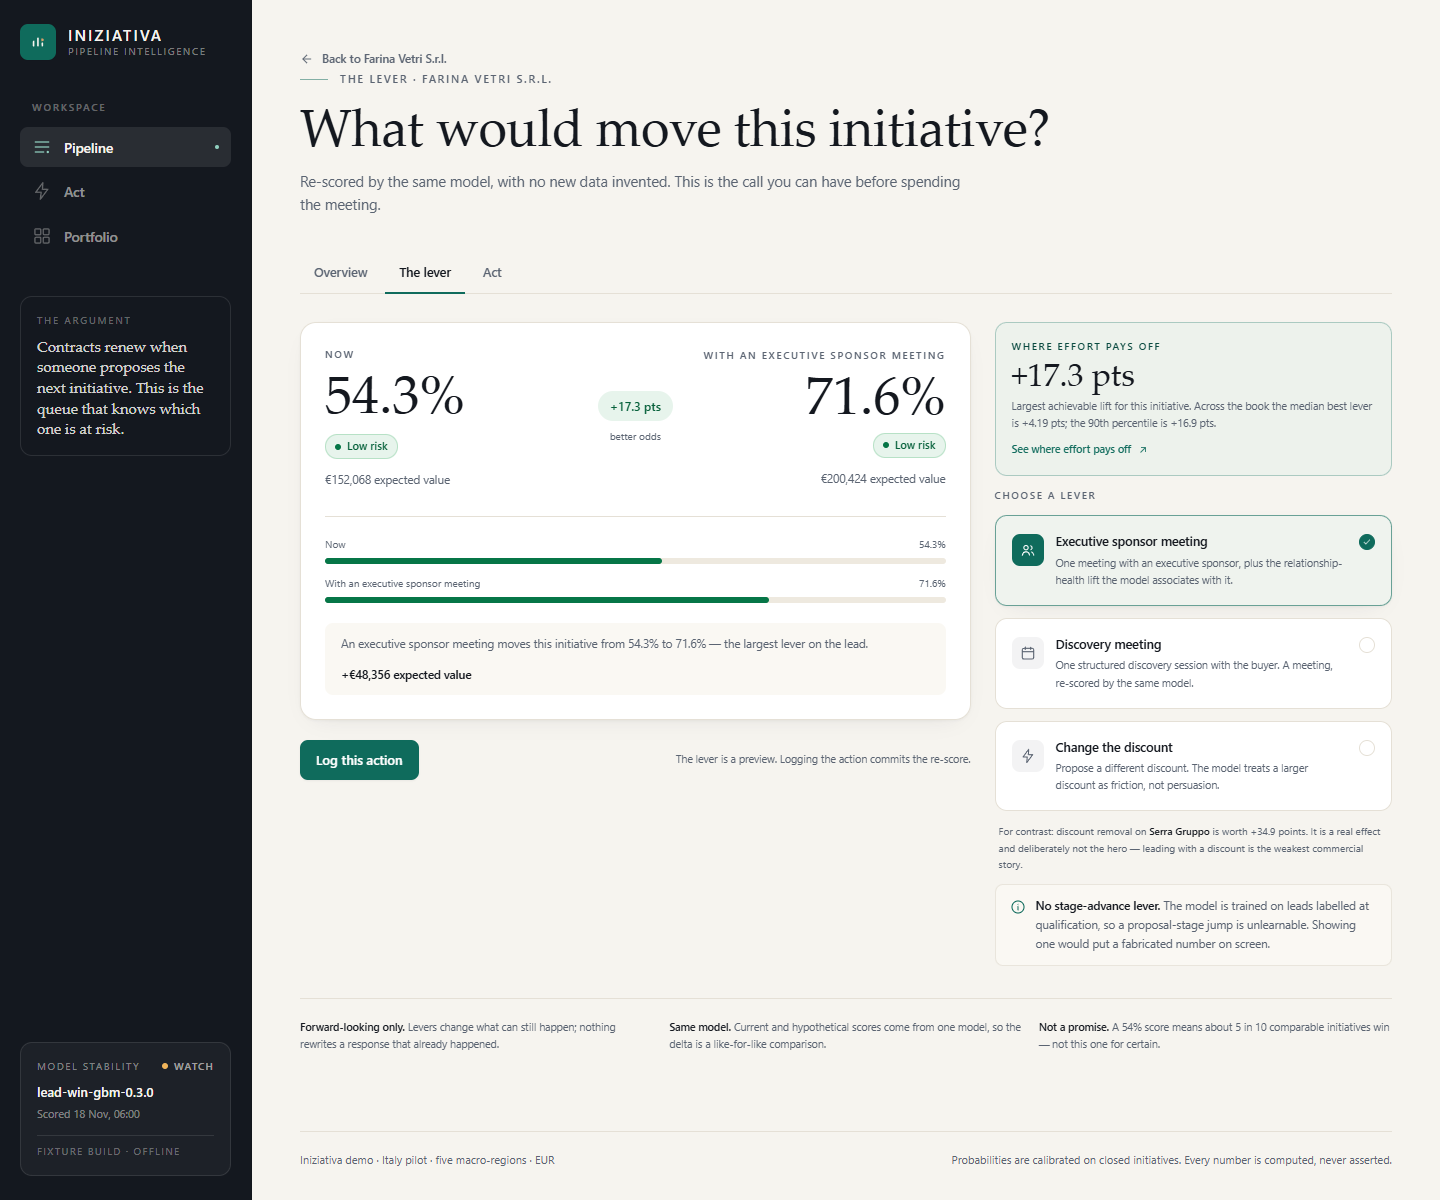 INIZIATIVA
PIPELINE INTELLIGENCE
WORKSPACE
Pipeline
Act
Portfolio
THE ARGUMENT
Contracts renew when
someone proposes the
next initiative. This is the
queue that knows which
one is at risk.
MODEL STABILITY
WATCH
lead-win-gbm-0.3.0
Scored 18 Nov, 06:00
FIXTURE BUILD · OFFLINE
Back to Farina Vetri S.r.l.
THE LEVER · FARINA VETRI S.R.L.
What would move this initiative?
Re-scored by the same model, with no new data invented. This is the call you can have before spending
the meeting.
Overview
The lever
Act
NOW
54.3%
Low risk
€152,068 expected value
+17.3 pts
better odds
WITH AN EXECUTIVE SPONSOR MEETING
71.6%
Low risk
€200,424 expected value
Now
54.3%
With an executive sponsor meeting
71.6%
An executive sponsor meeting moves this initiative from 54.3% to 71.6% — the largest lever on the lead.
+€48,356 expected value
Log this action
The lever is a preview. Logging the action commits the re-score.
WHERE EFFORT PAYS OFF
+17.3 pts
Largest achievable lift for this initiative. Across the book the median best lever
is +4.19 pts; the 90th percentile is +16.9 pts.
See where effort pays off
CHOOSE A LEVER
Executive sponsor meeting
One meeting with an executive sponsor, plus the relationship-
health lift the model associates with it.
Discovery meeting
One structured discovery session with the buyer. A meeting,
re-scored by the same model.
Change the discount
Propose a different discount. The model treats a larger
discount as friction, not persuasion.
For contrast: discount removal on Serra Gruppo is worth +34.9 points. It is a real effect
and deliberately not the hero — leading with a discount is the weakest commercial
story.
No stage-advance lever. The model is trained on leads labelled at
qualification, so a proposal-stage jump is unlearnable. Showing
one would put a fabricated number on screen.
Forward-looking only. Levers change what can still happen; nothing
rewrites a response that already happened.
Same model. Current and hypothetical scores come from one model, so the
delta is a like-for-like comparison.
Not a promise. A 54% score means about 5 in 10 comparable initiatives win
— not this one for certain.
Iniziativa demo · Italy pilot · five macro-regions · EUR
Probabilities are calibrated on closed initiatives. Every number is computed, never asserted.